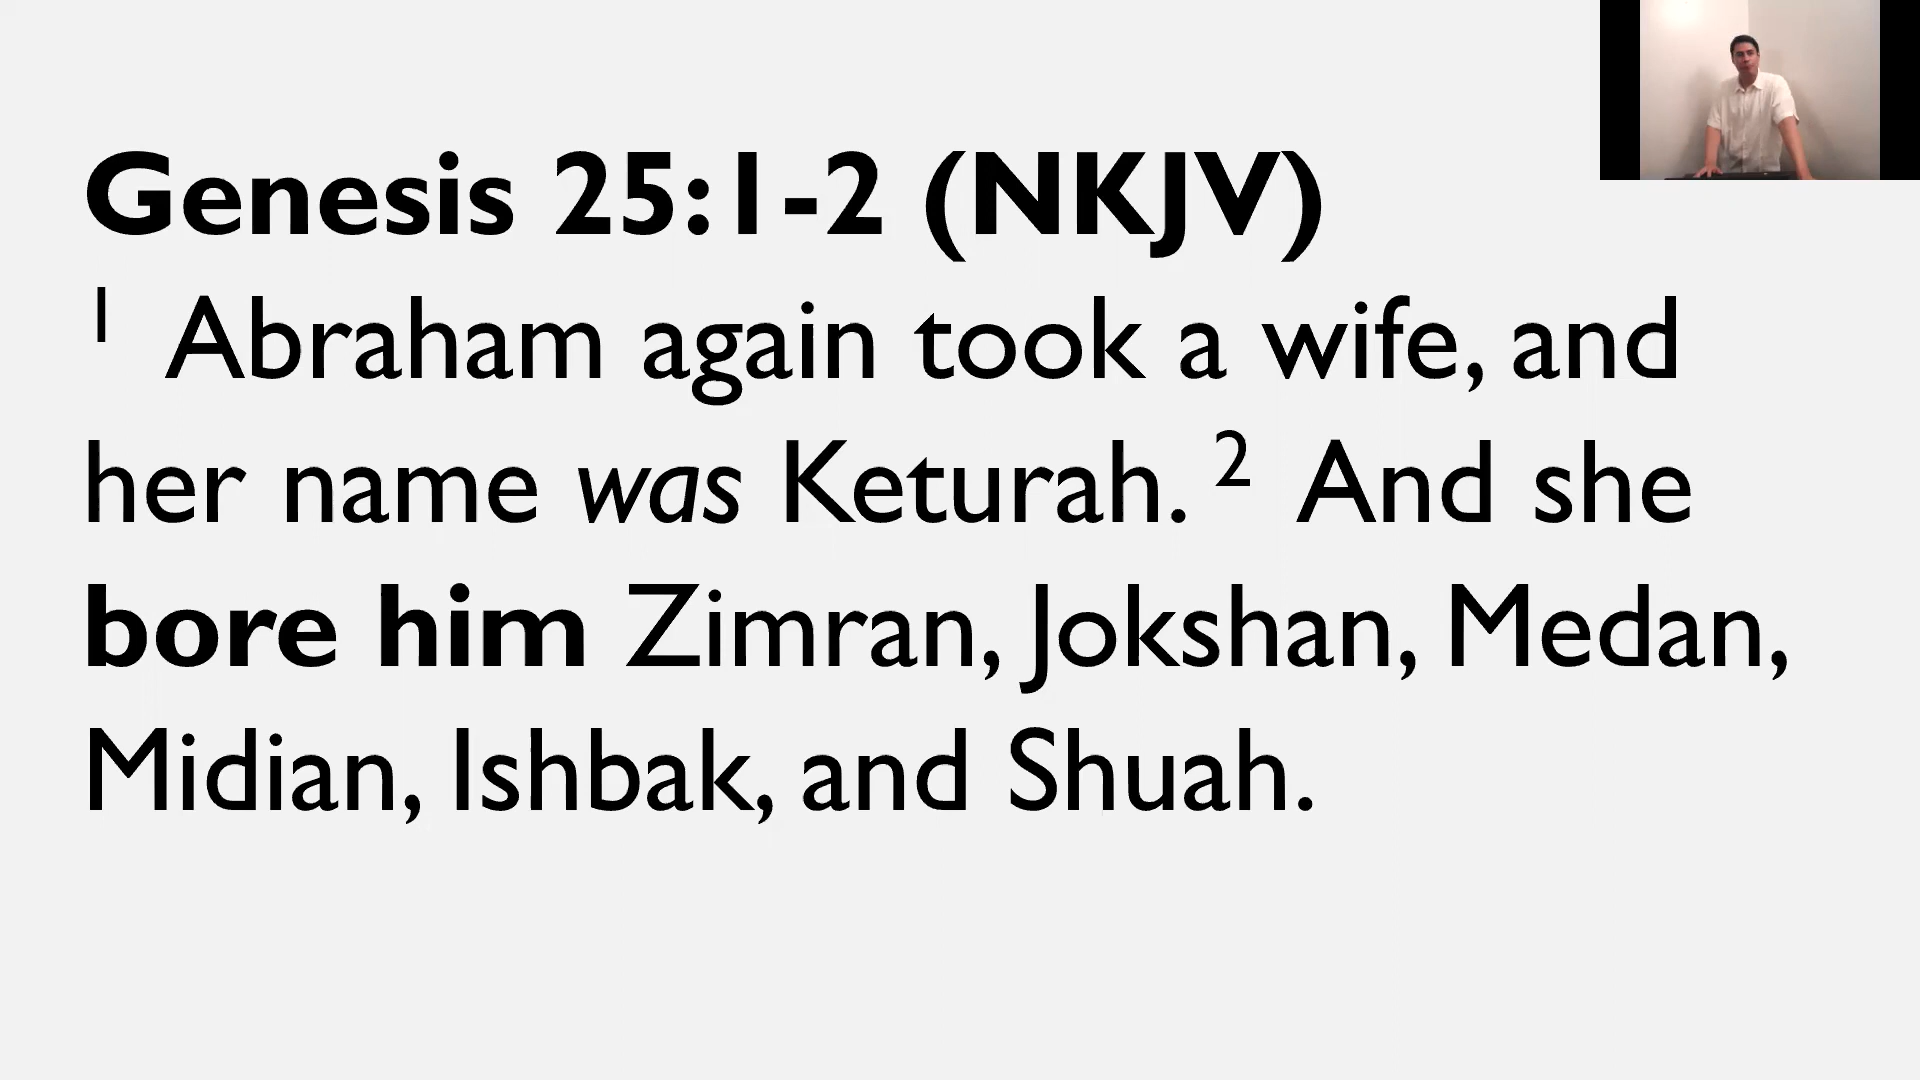 Genesis 25:1-2 (NKJV)
1 Abraham again took a wife, and
her name was Keturah. 2 And she
bore him Zimran, Jokshan, Medan,
Midian, Ishbak, and Shuah.